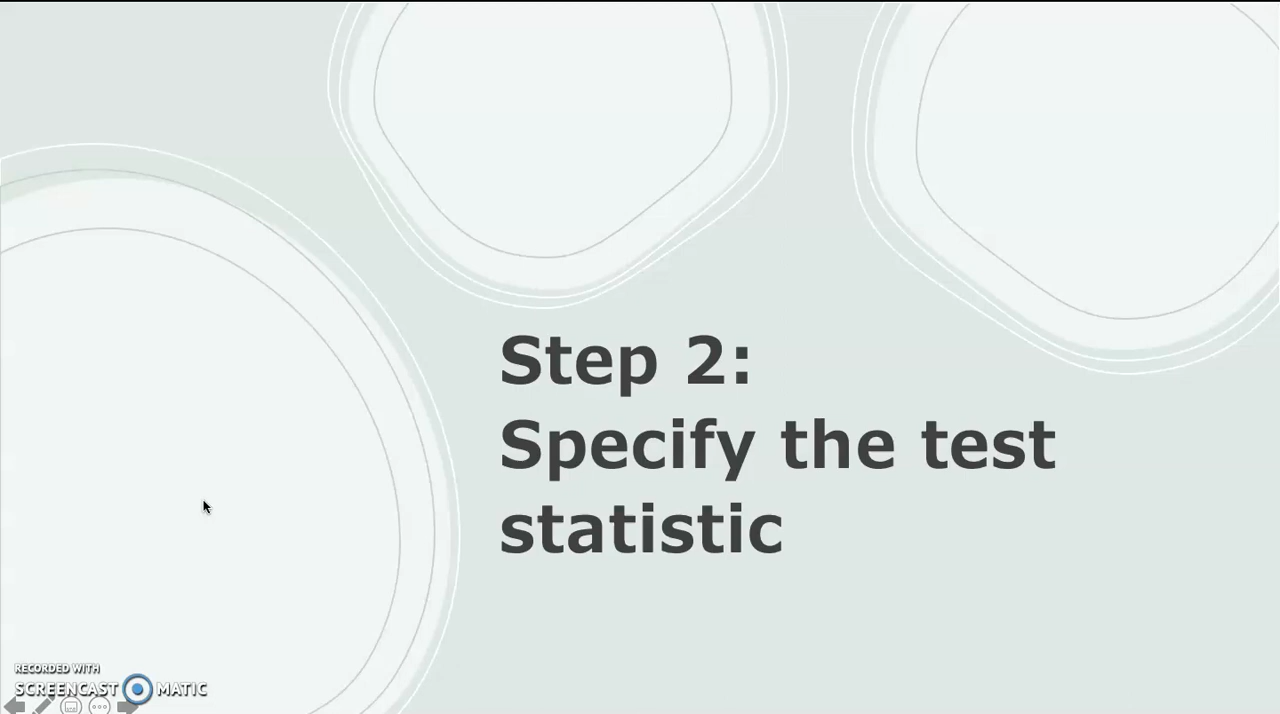 Step 2:
Specify the test
statistic
RECORDED WITH
SCREENCAST MATIC